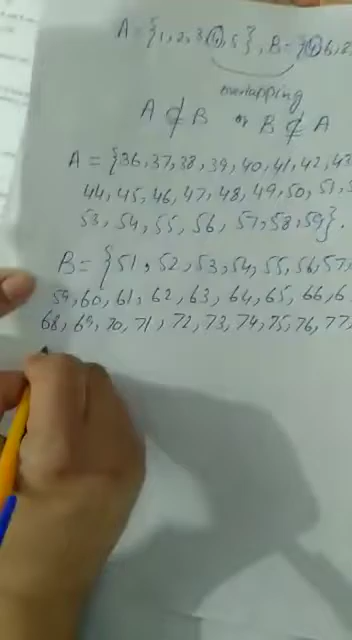 A = {1, 2, 3, 4, 5}, B = {4, 6, 2
overlapping
A ⊄ B or B ⊄ A
A = {36, 37, 38, 39, 40, 41, 42, 43
44, 45, 46, 47, 48, 49, 50, 51,
53, 54, 55, 56, 57, 58, 59}.
B = {51, 52, 53, 54, 55, 56, 57,
59, 60, 61, 62, 63, 64, 65, 66, 6
68, 69, 70, 71, 72, 73, 74, 75, 76, 77,